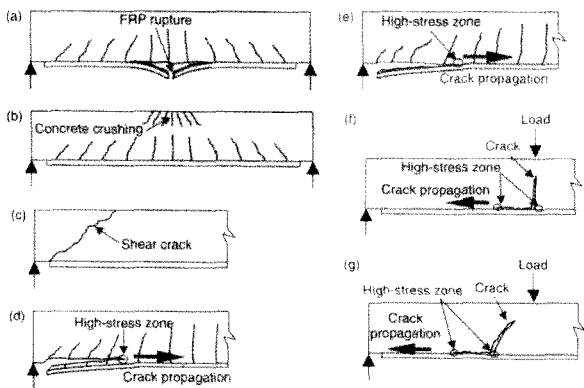 (a)
FRP rupture
(b)
Concrete crushing
(c)
Shear crack
(d)
High-stress zone
Crack propagation
(e)
High-stress zone
Crack propagation
(f)
Load
Crack
High-stress zone
Crack propagation
(g)
Load
High-stress zone
Crack
Crack
propagation